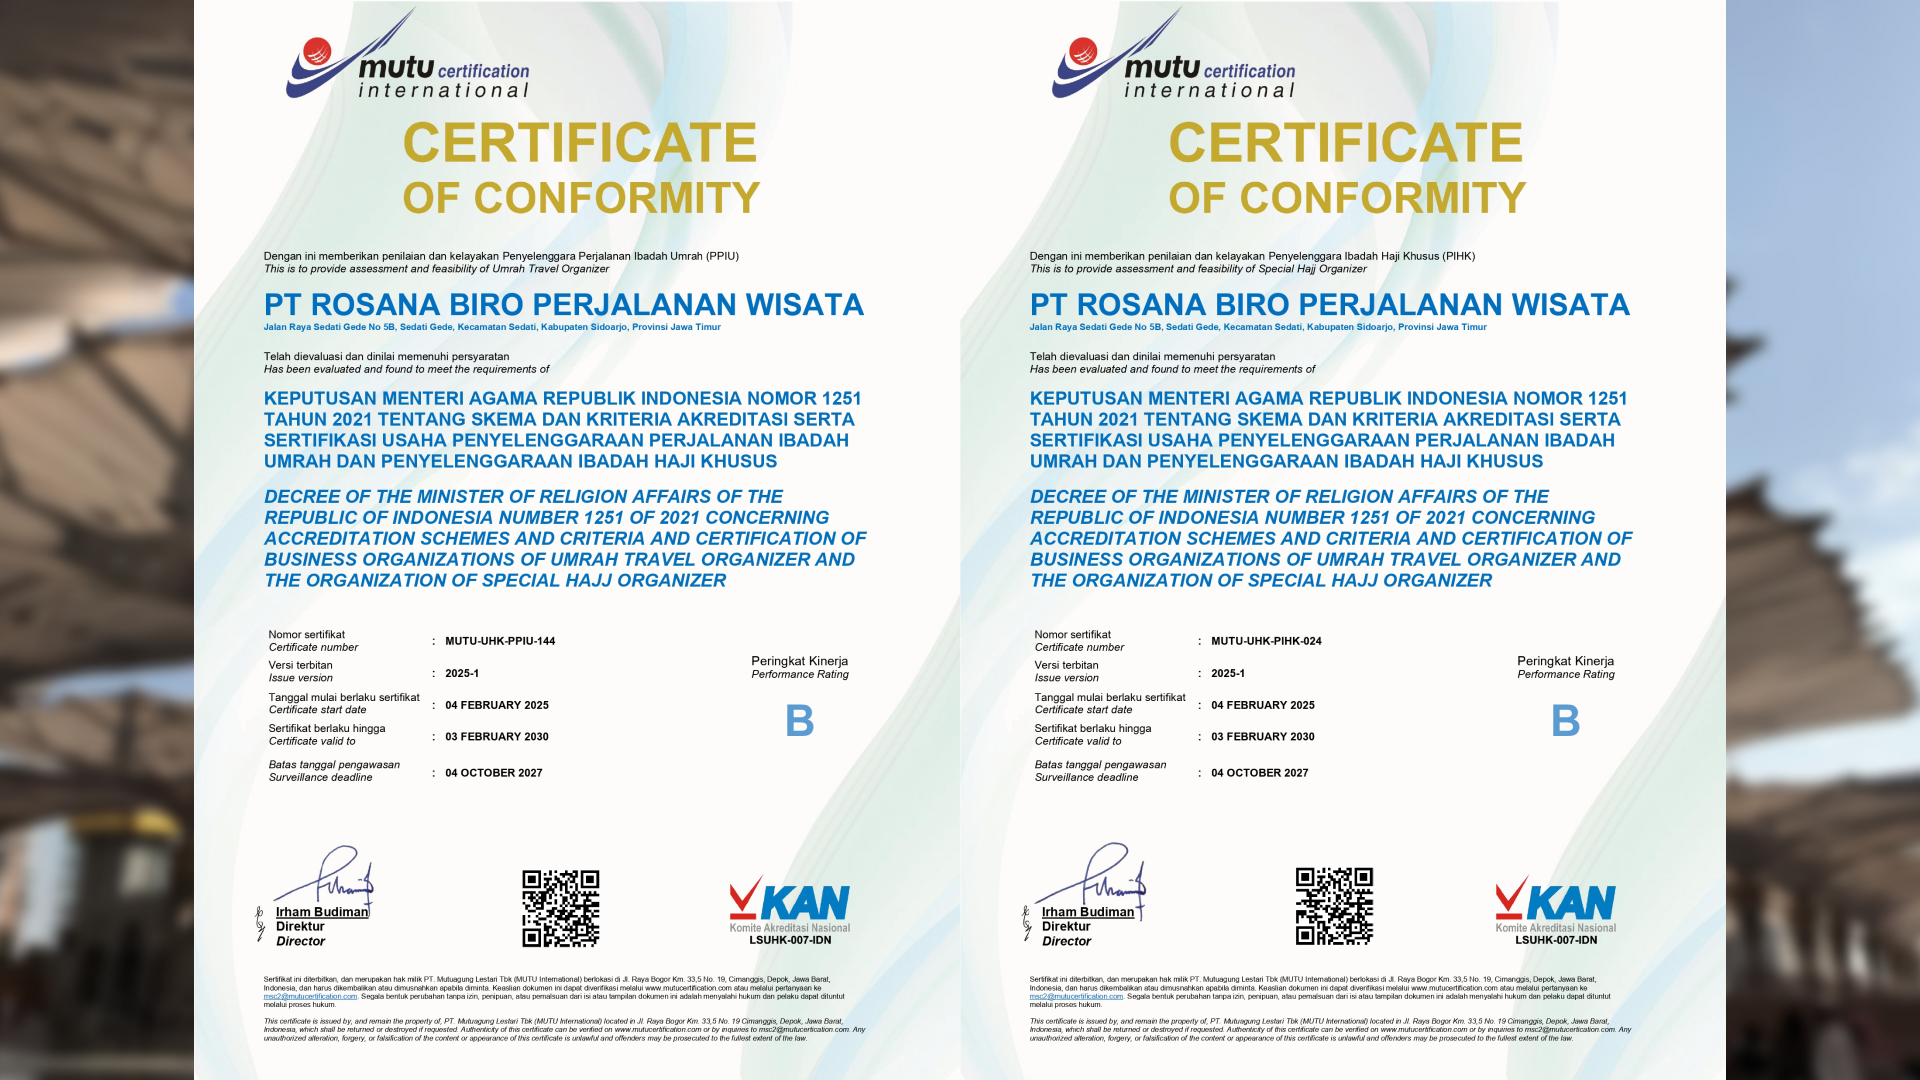 mutu certification
international
CERTIFICATE
OF CONFORMITY
Dengan ini memberikan penilaian dan kelayakan Penyelenggara Perjalanan Ibadah Umrah (PPIU)
This is to provide assessment and feasibility of Umrah Travel Organizer
PT ROSANA BIRO PERJALANAN WISATA
Jalan Raya Sedati Gede No 5B, Sedati Gede, Kecamatan Sedati, Kabupaten Sidoarjo, Provinsi Jawa Timur
Telah dievaluasi dan dinilai memenuhi persyaratan
Has been evaluated and found to meet the requirements of
KEPUTUSAN MENTERI AGAMA REPUBLIK INDONESIA NOMOR 1251
TAHUN 2021 TENTANG SKEMA DAN KRITERIA AKREDITASI SERTA
SERTIFIKASI USAHA PENYELENGGARAAN PERJALANAN IBADAH
UMRAH DAN PENYELENGGARAAN IBADAH HAJI KHUSUS
DECREE OF THE MINISTER OF RELIGION AFFAIRS OF THE
REPUBLIC OF INDONESIA NUMBER 1251 OF 2021 CONCERNING
ACCREDITATION SCHEMES AND CRITERIA AND CERTIFICATION OF
BUSINESS ORGANIZATIONS OF UMRAH TRAVEL ORGANIZER AND
THE ORGANIZATION OF SPECIAL HAJJ ORGANIZER
Nomor sertifikat
Certificate number : MUTU-UHK-PPIU-144
Versi terbitan
Issue version : 2025-1
Tanggal mulai berlaku sertifikat
Certificate start date : 04 FEBRUARY 2025
Sertifikat berlaku hingga
Certificate valid to : 03 FEBRUARY 2030
Batas tanggal pengawasan
Surveillance deadline : 04 OCTOBER 2027
Peringkat Kinerja
Performance Rating
B
Irham Budiman
Direktur
Director
KAN
Komite Akreditasi Nasional
LSUHK-007-IDN
Sertifikat ini diterbitkan, dan merupakan hak milik PT. Mutuagung Lestari Tbk (MUTU International) berlokasi di Jl. Raya Bogor Km. 33,5 No. 19, Cimanggis, Depok, Jawa Barat,
Indonesia, dan harus dikembalikan atau dimusnahkan apabila diminta. Keaslian dokumen ini dapat diverifikasi melalui www.mutucertification.com atau melalui pertanyaan ke
msc2@mutucertification.com. Segala bentuk perubahan tanpa izin, penipuan, atau pemalsuan dari isi atau tampilan dokumen ini adalah menyalahi hukum dan pelaku dapat dituntut
melalui proses hukum.
This certificate is issued by, and remain the property of, PT. Mutuagung Lestari Tbk (MUTU International) located in Jl. Raya Bogor Km. 33,5 No. 19 Cimanggis, Depok, Jawa Barat,
Indonesia, which shall be returned or destroyed if requested. Authenticity of this certificate can be verified on www.mutucertification.com or by inquiries to msc2@mutucertication.com. Any
unauthorized alteration, forgery, or falsification of the content or appearance of this certificate is unlawful and offenders may be prosecuted to the fullest extent of the law.
mutu certification
international
CERTIFICATE
OF CONFORMITY
Dengan ini memberikan penilaian dan kelayakan Penyelenggara Ibadah Haji Khusus (PIHK)
This is to provide assessment and feasibility of Special Hajj Organizer
PT ROSANA BIRO PERJALANAN WISATA
Jalan Raya Sedati Gede No 5B, Sedati Gede, Kecamatan Sedati, Kabupaten Sidoarjo, Provinsi Jawa Timur
Telah dievaluasi dan dinilai memenuhi persyaratan
Has been evaluated and found to meet the requirements of
KEPUTUSAN MENTERI AGAMA REPUBLIK INDONESIA NOMOR 1251
TAHUN 2021 TENTANG SKEMA DAN KRITERIA AKREDITASI SERTA
SERTIFIKASI USAHA PENYELENGGARAAN PERJALANAN IBADAH
UMRAH DAN PENYELENGGARAAN IBADAH HAJI KHUSUS
DECREE OF THE MINISTER OF RELIGION AFFAIRS OF THE
REPUBLIC OF INDONESIA NUMBER 1251 OF 2021 CONCERNING
ACCREDITATION SCHEMES AND CRITERIA AND CERTIFICATION OF
BUSINESS ORGANIZATIONS OF UMRAH TRAVEL ORGANIZER AND
THE ORGANIZATION OF SPECIAL HAJJ ORGANIZER
Nomor sertifikat
Certificate number : MUTU-UHK-PIHK-024
Versi terbitan
Issue version : 2025-1
Tanggal mulai berlaku sertifikat
Certificate start date : 04 FEBRUARY 2025
Sertifikat berlaku hingga
Certificate valid to : 03 FEBRUARY 2030
Batas tanggal pengawasan
Surveillance deadline : 04 OCTOBER 2027
Peringkat Kinerja
Performance Rating
B
Irham Budiman
Direktur
Director
KAN
Komite Akreditasi Nasional
LSUHK-007-IDN
Sertifikat ini diterbitkan, dan merupakan hak milik PT. Mutuagung Lestari Tbk (MUTU International) berlokasi di Jl. Raya Bogor Km. 33,5 No. 19, Cimanggis, Depok, Jawa Barat,
Indonesia, dan harus dikembalikan atau dimusnahkan apabila diminta. Keaslian dokumen ini dapat diverifikasi melalui www.mutucertification.com atau melalui pertanyaan ke
msc2@mutucertification.com. Segala bentuk perubahan tanpa izin, penipuan, atau pemalsuan dari isi atau tampilan dokumen ini adalah menyalahi hukum dan pelaku dapat dituntut
melalui proses hukum.
This certificate is issued by, and remain the property of, PT. Mutuagung Lestari Tbk (MUTU International) located in Jl. Raya Bogor Km. 33,5 No. 19 Cimanggis, Depok, Jawa Barat,
Indonesia, which shall be returned or destroyed if requested. Authenticity of this certificate can be verified on www.mutucertification.com or by inquiries to msc2@mutucertication.com. Any
unauthorized alteration, forgery, or falsification of the content or appearance of this certificate is unlawful and offenders may be prosecuted to the fullest extent of the law.